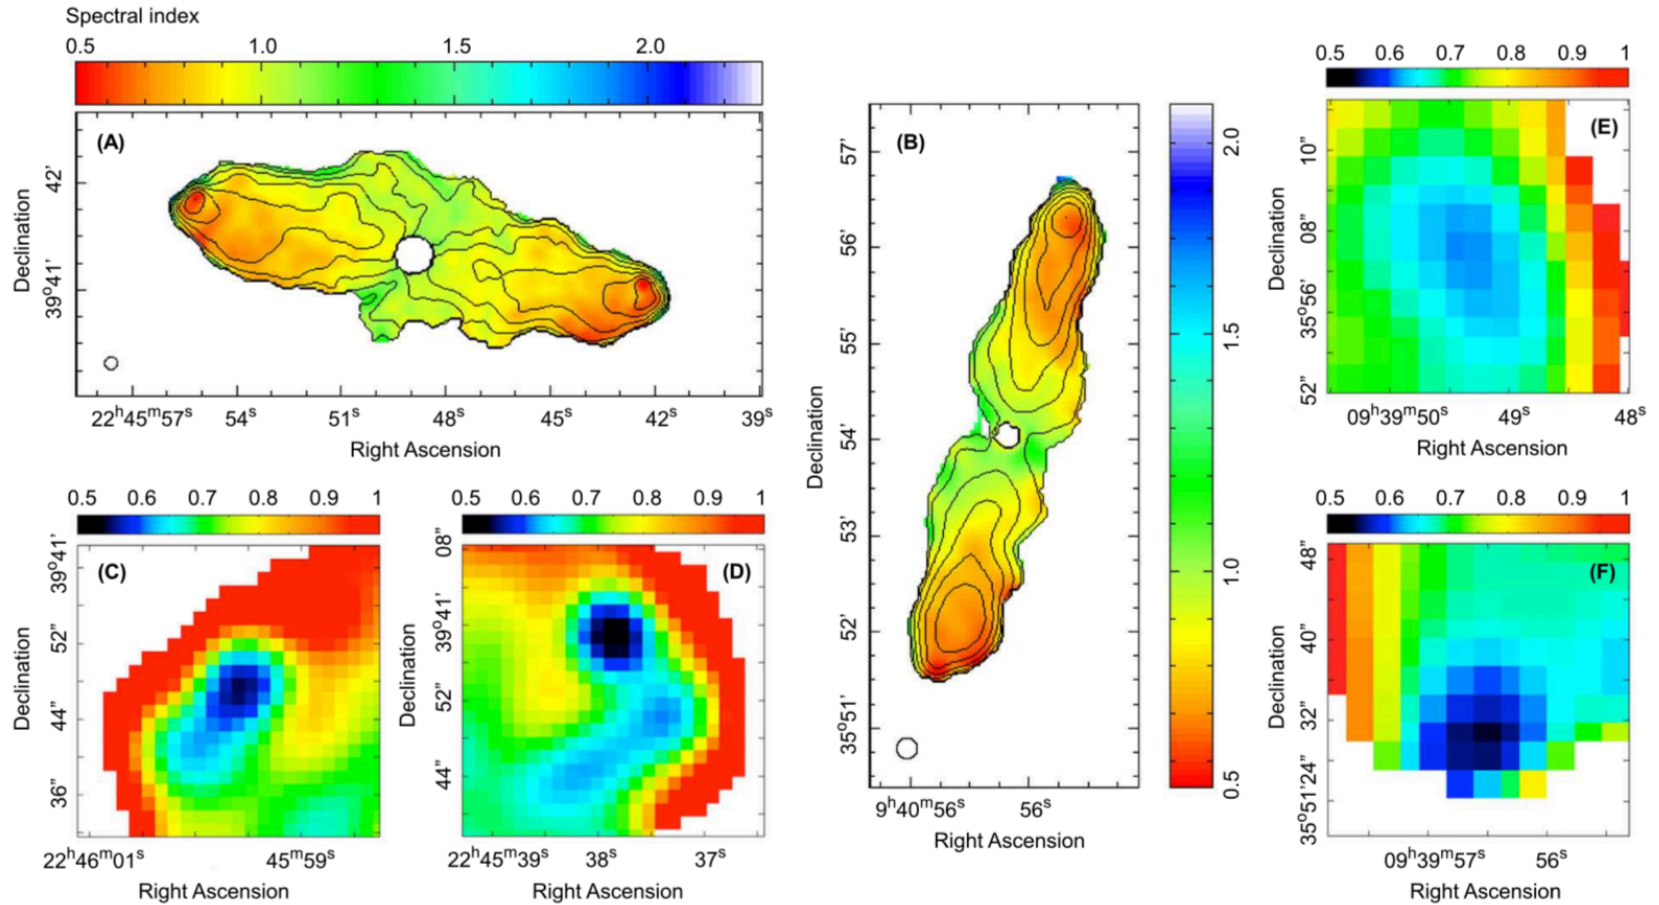 Spectral index
0.5 1.0 1.5 2.0
(A)
Declination
42'
39°41'
22ʰ45ᵐ57ˢ 54ˢ 51ˢ 48ˢ 45ˢ 42ˢ 39ˢ
Right Ascension
(B)
Declination
57'
56'
55'
54'
53'
52'
35°51'
9ʰ40ᵐ56ˢ 56ˢ
Right Ascension
2.0
1.5
1.0
0.5
0.5 0.6 0.7 0.8 0.9 1
(E)
Declination
10"
08"
35°56"
52"
09ʰ39ᵐ50ˢ 49ˢ 48ˢ
Right Ascension
0.5 0.6 0.7 0.8 0.9 1
(C)
Declination
39°41'
52"
44"
36"
22ʰ46ᵐ01ˢ 45ᵐ59ˢ
Right Ascension
0.5 0.6 0.7 0.8 0.9 1
(D)
Declination
08"
39°41'
52"
44"
22ʰ45ᵐ39ˢ 38ˢ 37ˢ
Right Ascension
0.5 0.6 0.7 0.8 0.9 1
(F)
Declination
48"
40"
32"
35°51'24"
09ʰ39ᵐ57ˢ 56ˢ
Right Ascension